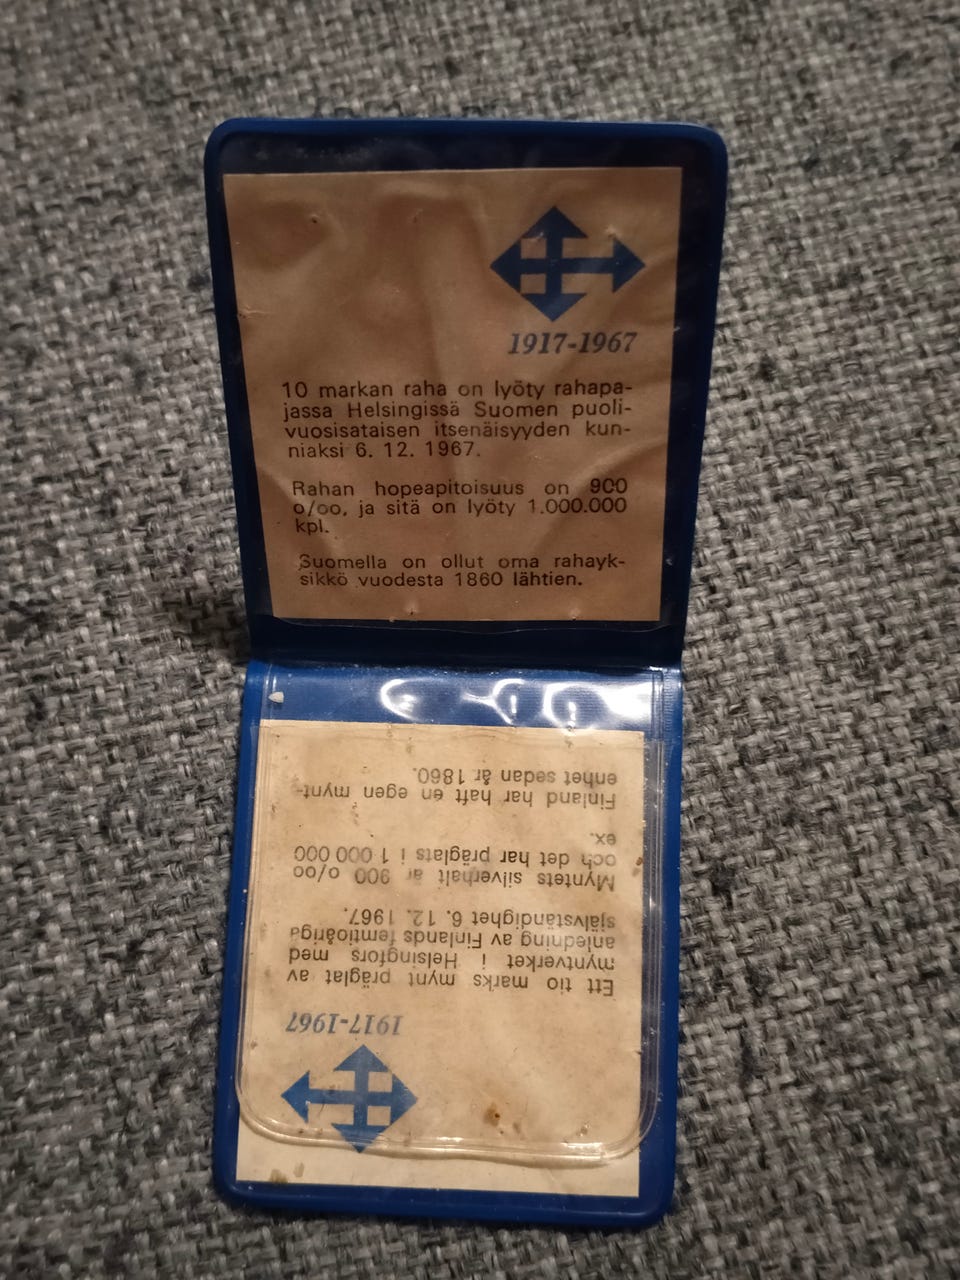 1917-1967
10 markan raha on lyöty rahapa-
jassa Helsingissä Suomen puoli-
vuosisataisen itsenäisyyden kun-
niaksi 6. 12. 1967.
Rahan hopeapitoisuus on 900
o/oo, ja sitä on lyöty 1.000.000
kpl.
Suomella on ollut oma rahayk-
sikkö vuodesta 1860 lähtien.
1917-1967
Ett tio marks mynt präglat av
myntverket i Helsingfors med
anledning av Finlands femtioåriga
självständighet 6. 12. 1967.
Myntets silverhalt är 900 o/oo
och det har präglats i 1 000 000
ex.
Finland har haft en egen mynt-
enhet sedan år 1860.